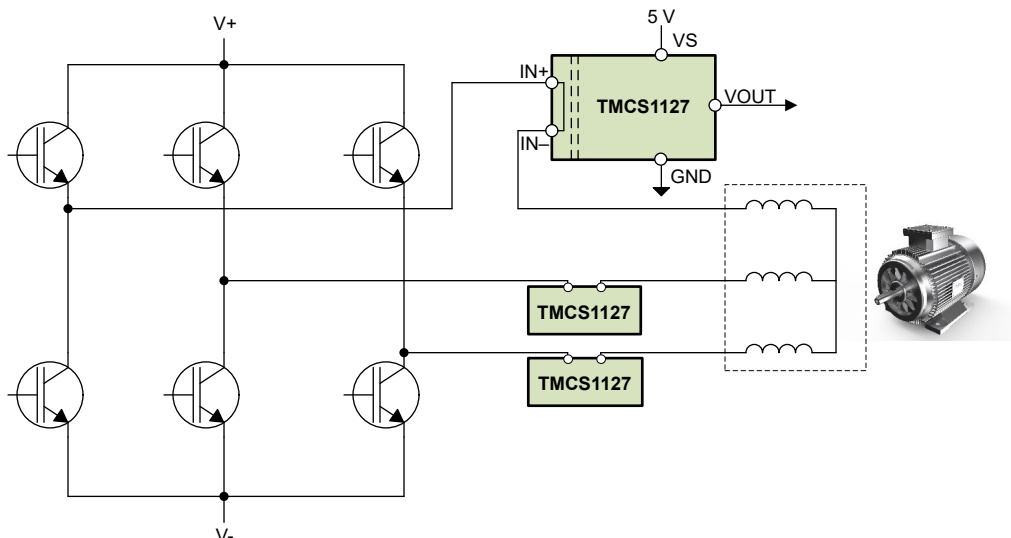 V+
5 V
VS
IN+
TMCS1127
VOUT
IN–
GND
TMCS1127
TMCS1127
V-